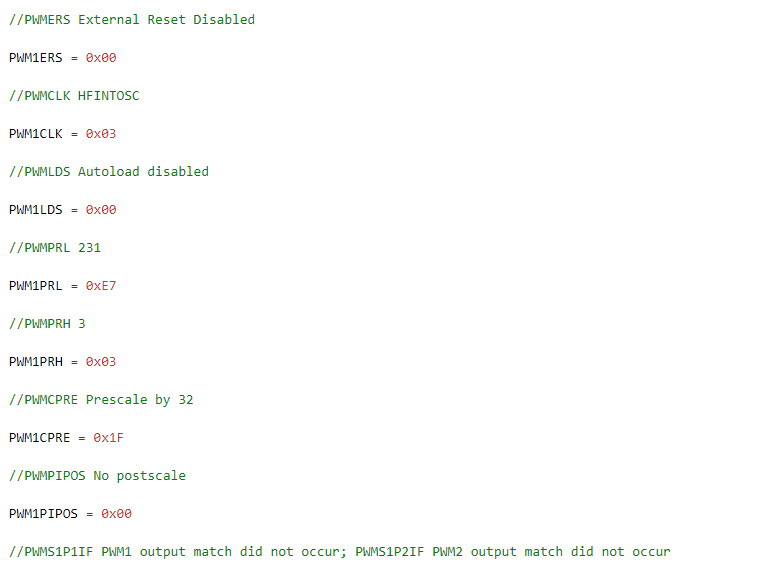 //PWMERS External Reset Disabled
PWM1ERS = 0x00
//PWMCLK HFINTOSC
PWM1CLK = 0x03
//PWMLDS Autoload disabled
PWM1LDS = 0x00
//PWMPRL 231
PWM1PRL = 0xE7
//PWMPRH 3
PWM1PRH = 0x03
//PWMCPRE Prescale by 32
PWM1CPRE = 0x1F
//PWMPIPOS No postscale
PWM1PIPOS = 0x00
//PWMS1P1IF PWM1 output match did not occur; PWMS1P2IF PWM2 output match did not occur